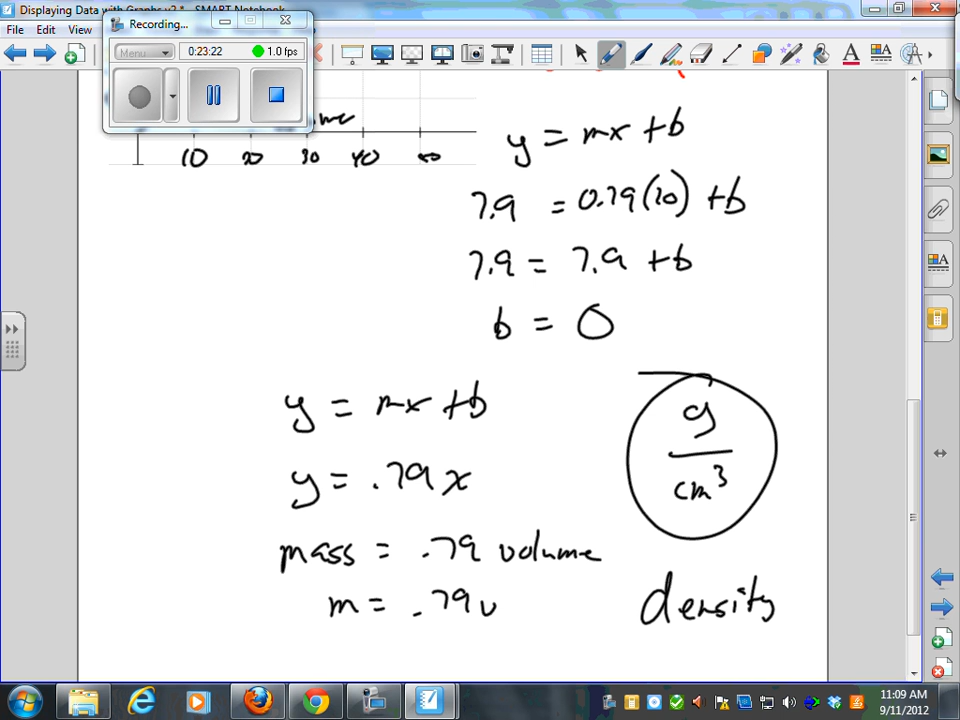 Displaying Data with Graphs v2 * - SMART Notebook
Recording...
File Edit View
Menu 0:23:22 1.0 fps
10 20 30 40 50
y = mx + b
7.9 = 0.79(10) + b
7.9 = 7.9 + b
b = 0
y = mx + b
y = .79x
g
cm³
mass = .79 volume
m = .79v
density
11:09 AM
9/11/2012